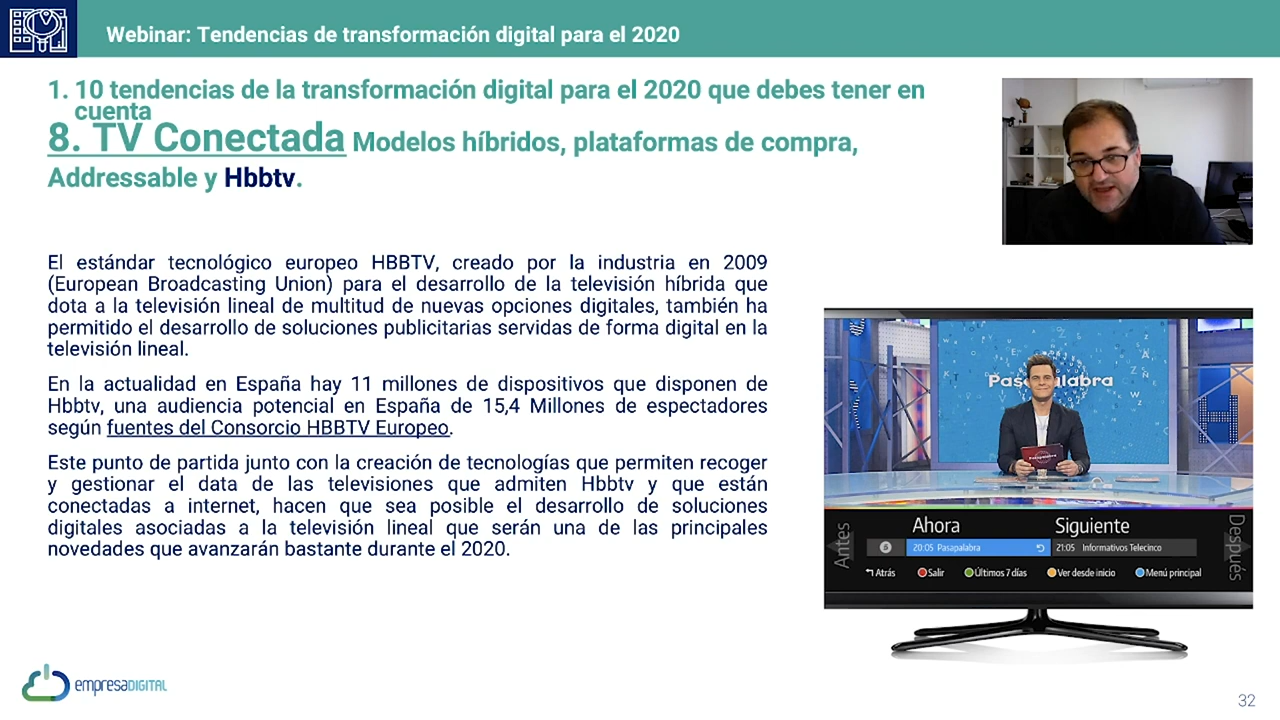 Webinar: Tendencias de transformación digital para el 2020
1. 10 tendencias de la transformación digital para el 2020 que debes tener en
cuenta
8. TV Conectada Modelos híbridos, plataformas de compra,
Addressable y Hbbtv.
El estándar tecnológico europeo HBBTV, creado por la industria en 2009
(European Broadcasting Union) para el desarrollo de la televisión híbrida que
dota a la televisión lineal de multitud de nuevas opciones digitales, también ha
permitido el desarrollo de soluciones publicitarias servidas de forma digital en la
televisión lineal.
En la actualidad en España hay 11 millones de dispositivos que disponen de
Hbbtv, una audiencia potencial en España de 15,4 Millones de espectadores
según fuentes del Consorcio HBBTV Europeo.
Este punto de partida junto con la creación de tecnologías que permiten recoger
y gestionar el data de las televisiones que admiten Hbbtv y que están
conectadas a internet, hacen que sea posible el desarrollo de soluciones
digitales asociadas a la televisión lineal que serán una de las principales
novedades que avanzarán bastante durante el 2020.
Pasapalabra
Pasapalabra
Antes
Ahora
Siguiente
Después
20:05 Pasapalabra
21:05 Informativos Telecinco
Atrás
Salir
Últimos 7 días
Ver desde inicio
Menú principal
empresaDIGITAL
32